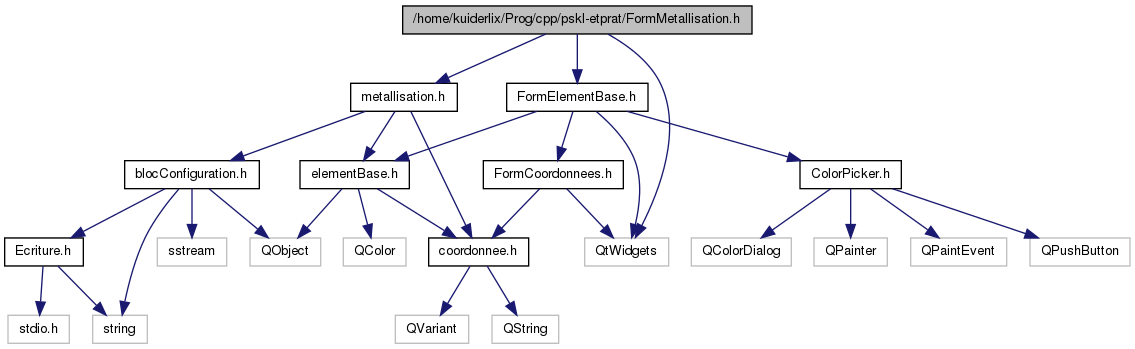 /home/kuiderlix/Prog/cpp/pskl-etprat/FormMetallisation.h
metallisation.h
FormElementBase.h
blocConfiguration.h
elementBase.h
FormCoordonnees.h
ColorPicker.h
Ecriture.h
sstream
QObject
QColor
coordonnee.h
QtWidgets
QColorDialog
QPainter
QPaintEvent
QPushButton
stdio.h
string
QVariant
QString